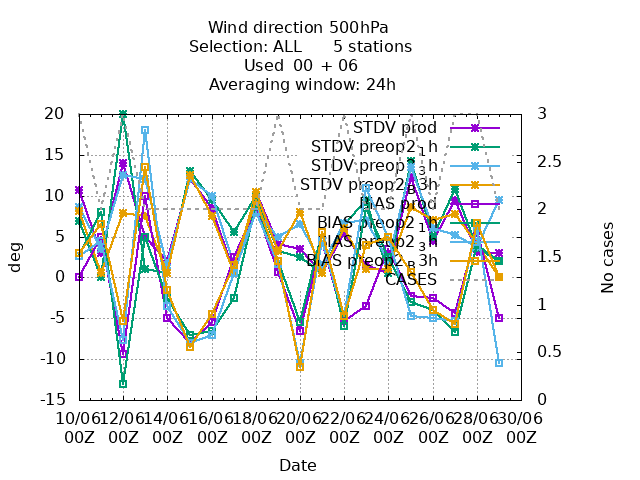 Wind direction 500hPa
Selection: ALL      5 stations
Used  00 + 06
Averaging window: 24h
deg
20
15
10
5
0
-5
-10
-15
3
2.5
2
1.5
1
0.5
0
No cases
STDV prod
STDV preop2_1h
STDV preop2_3
STDV preop2_B_3h
BIAS prod
BIAS preop2_1h
BIAS preop2_3
BIAS preop2_B_3h
CASES
10/06 12/06 14/06 16/06 18/06 20/06 22/06 24/06 26/06 28/06 30/06
00Z 00Z 00Z 00Z 00Z 00Z 00Z 00Z 00Z 00Z 00Z
Date